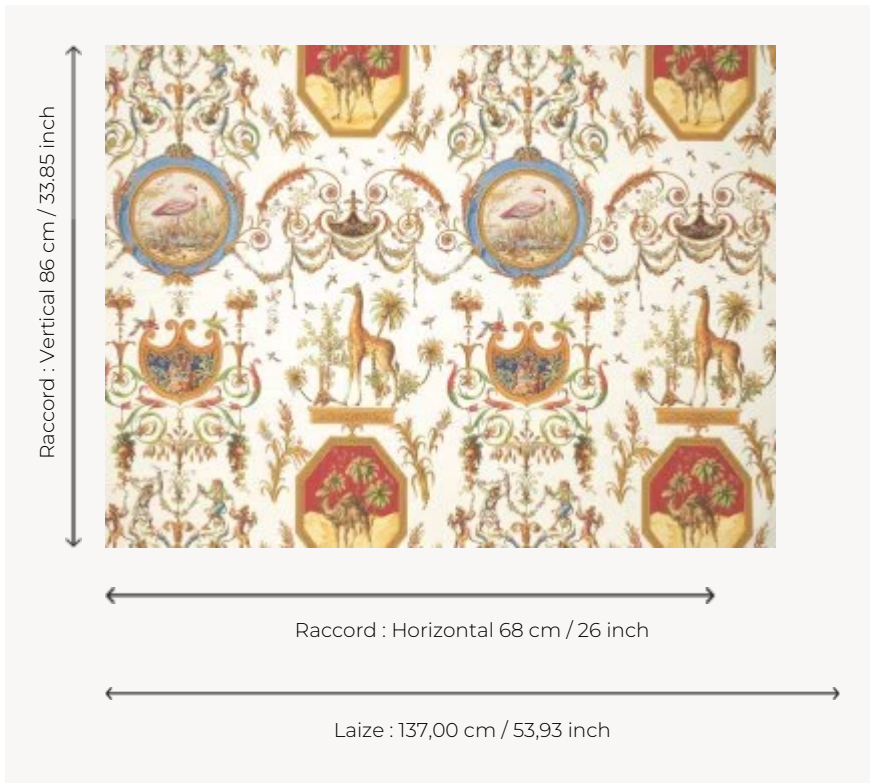 Raccord : Vertical 86 cm / 33.85 inch
Raccord : Horizontal 68 cm / 26 inch
Laize : 137,00 cm / 53,93 inch